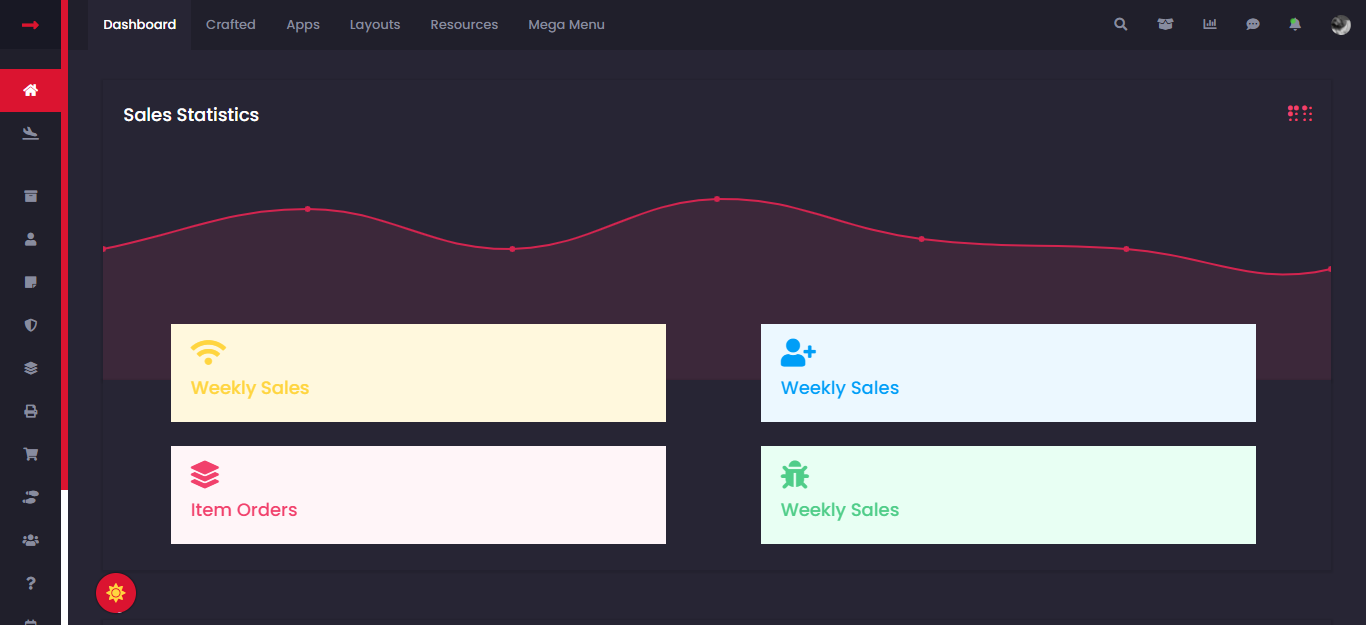 Dashboard Crafted Apps Layouts Resources Mega Menu
Sales Statistics
Weekly Sales
Weekly Sales
Item Orders
Weekly Sales